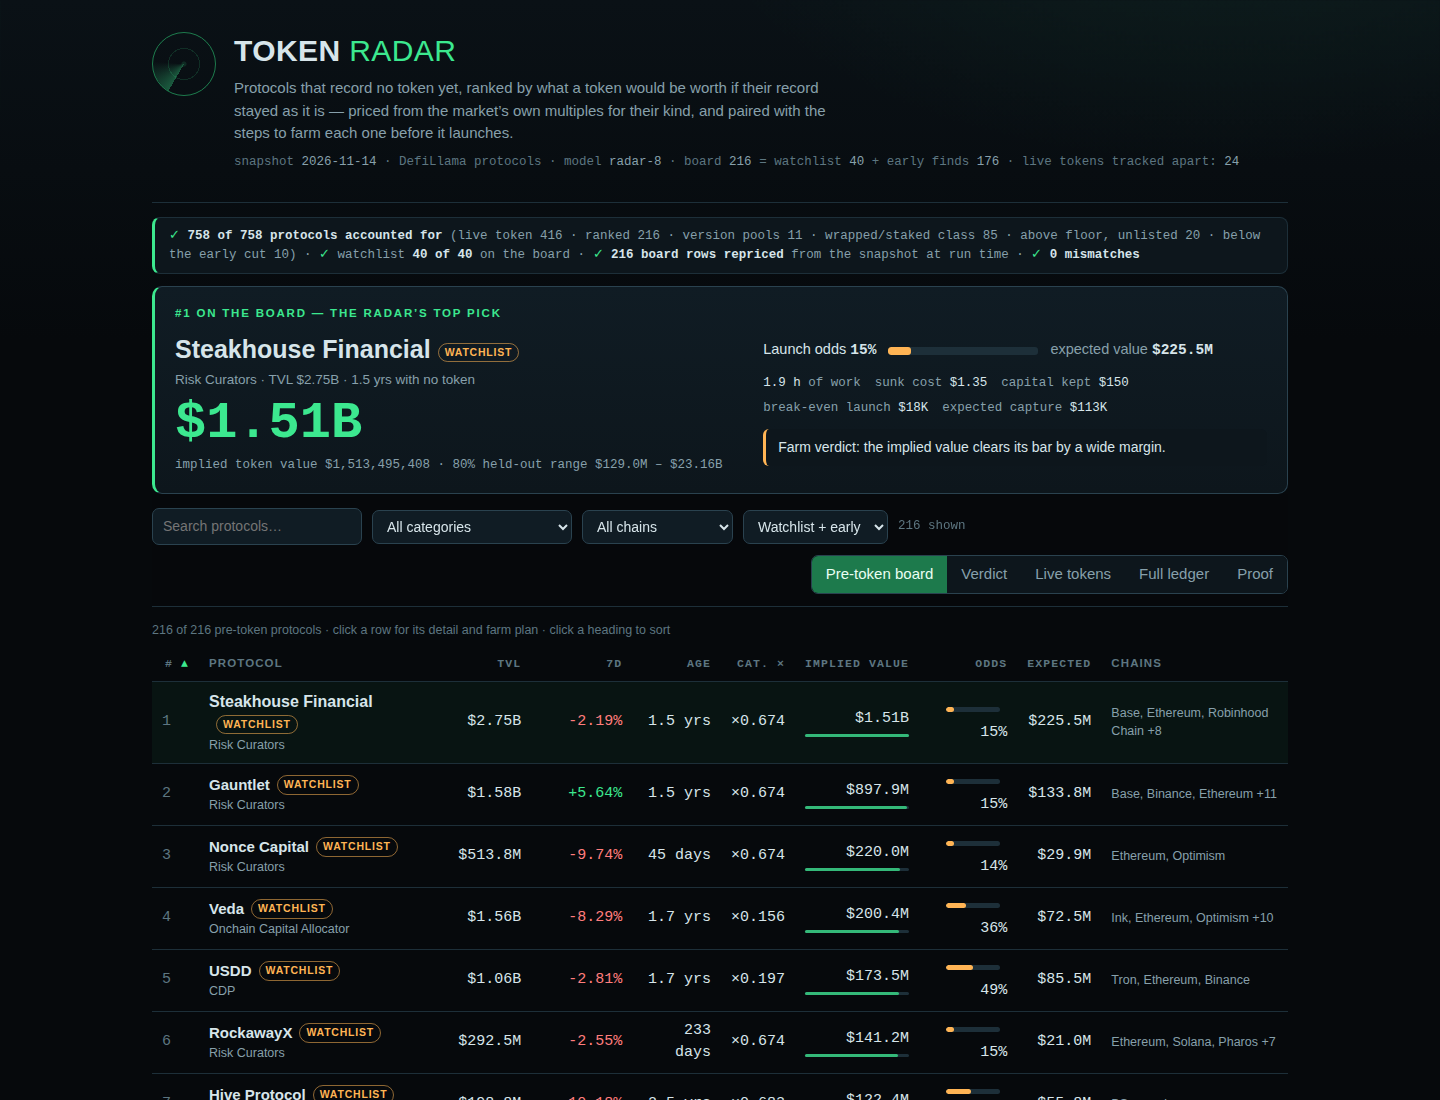 TOKEN RADAR
Protocols that record no token yet, ranked by what a token would be worth if their record
stayed as it is — priced from the market’s own multiples for their kind, and paired with the
steps to farm each one before it launches.
snapshot 2026-11-14 · DefiLlama protocols · model radar-8 · board 216 = watchlist 40 + early finds 176 · live tokens tracked apart: 24
✓ 758 of 758 protocols accounted for (live token 416 · ranked 216 · version pools 11 · wrapped/staked class 85 · above floor, unlisted 20 · below
the early cut 10) · ✓ watchlist 40 of 40 on the board · ✓ 216 board rows repriced from the snapshot at run time · ✓ 0 mismatches
#1 ON THE BOARD — THE RADAR’S TOP PICK
Steakhouse Financial WATCHLIST
Risk Curators · TVL $2.75B · 1.5 yrs with no token
$1.51B
implied token value $1,513,495,408 · 80% held-out range $129.0M – $23.16B
Launch odds 15% expected value $225.5M
1.9 h of work sunk cost $1.35 capital kept $150
break-even launch $18K expected capture $113K
Farm verdict: the implied value clears its bar by a wide margin.
Search protocols… All categories All chains Watchlist + early 216 shown
Pre-token board Verdict Live tokens Full ledger Proof
216 of 216 pre-token protocols · click a row for its detail and farm plan · click a heading to sort
# ▲ PROTOCOL TVL 7D AGE CAT. × IMPLIED VALUE ODDS EXPECTED CHAINS
1 Steakhouse Financial WATCHLIST Risk Curators $2.75B -2.19% 1.5 yrs ×0.674 $1.51B 15% $225.5M Base, Ethereum, Robinhood Chain +8
2 Gauntlet WATCHLIST Risk Curators $1.58B +5.64% 1.5 yrs ×0.674 $897.9M 15% $133.8M Base, Binance, Ethereum +11
3 Nonce Capital WATCHLIST Risk Curators $513.8M -9.74% 45 days ×0.674 $220.0M 14% $29.9M Ethereum, Optimism
4 Veda WATCHLIST Onchain Capital Allocator $1.56B -8.29% 1.7 yrs ×0.156 $200.4M 36% $72.5M Ink, Ethereum, Optimism +10
5 USDD WATCHLIST CDP $1.06B -2.81% 1.7 yrs ×0.197 $173.5M 49% $85.5M Tron, Ethereum, Binance
6 RockawayX WATCHLIST Risk Curators $292.5M -2.55% 233 days ×0.674 $141.2M 15% $21.0M Ethereum, Solana, Pharos +7
Hive Protocol WATCHLIST